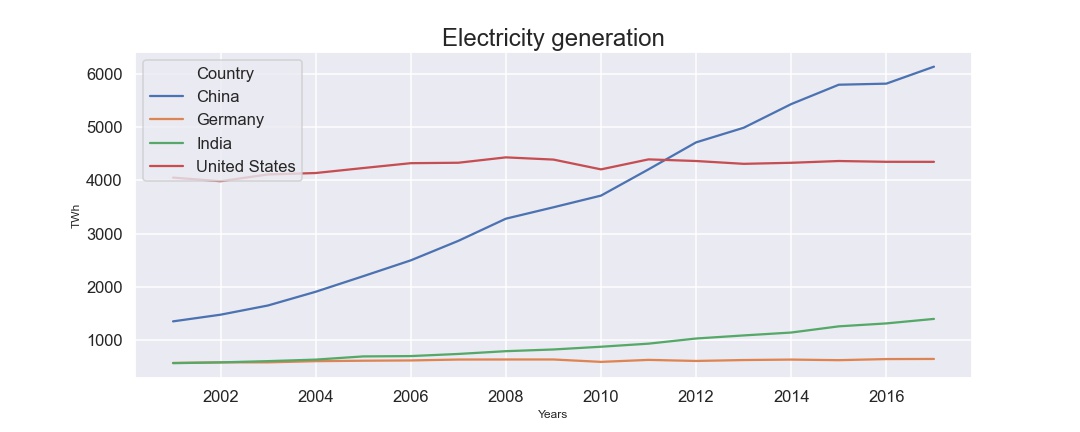 Electricity generation
6000
5000
4000
3000
2000
1000
TWh
Country
China
Germany
India
United States
2002 2004 2006 2008 2010 2012 2014 2016
Years